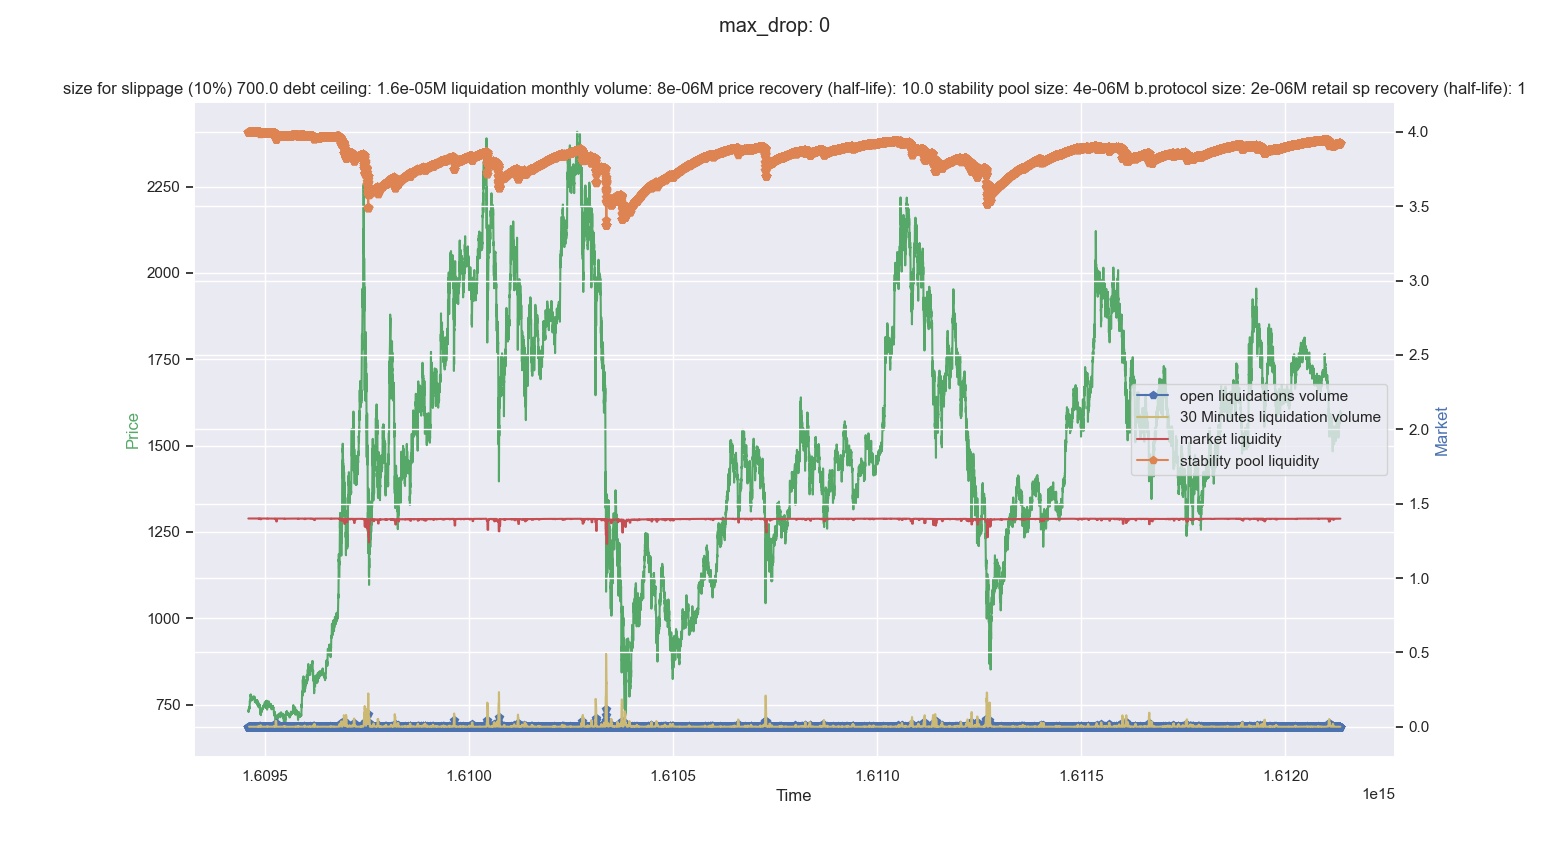 max_drop: 0
size for slippage (10%) 700.0 debt ceiling: 1.6e-05M liquidation monthly volume: 8e-06M price recovery (half-life): 10.0 stability pool size: 4e-06M b.protocol size: 2e-06M retail sp recovery (half-life): 1
4.0
2250
3.5
2000
3.0
1750
2.5
Price
Market
open liquidations volume
30 Minutes liquidation volume
market liquidity
stability pool liquidity
2.0
1500
1.5
1250
1.0
1000
0.5
750
0.0
1.6095 1.6100 1.6105 1.6110 1.6115 1.6120
Time
1e15